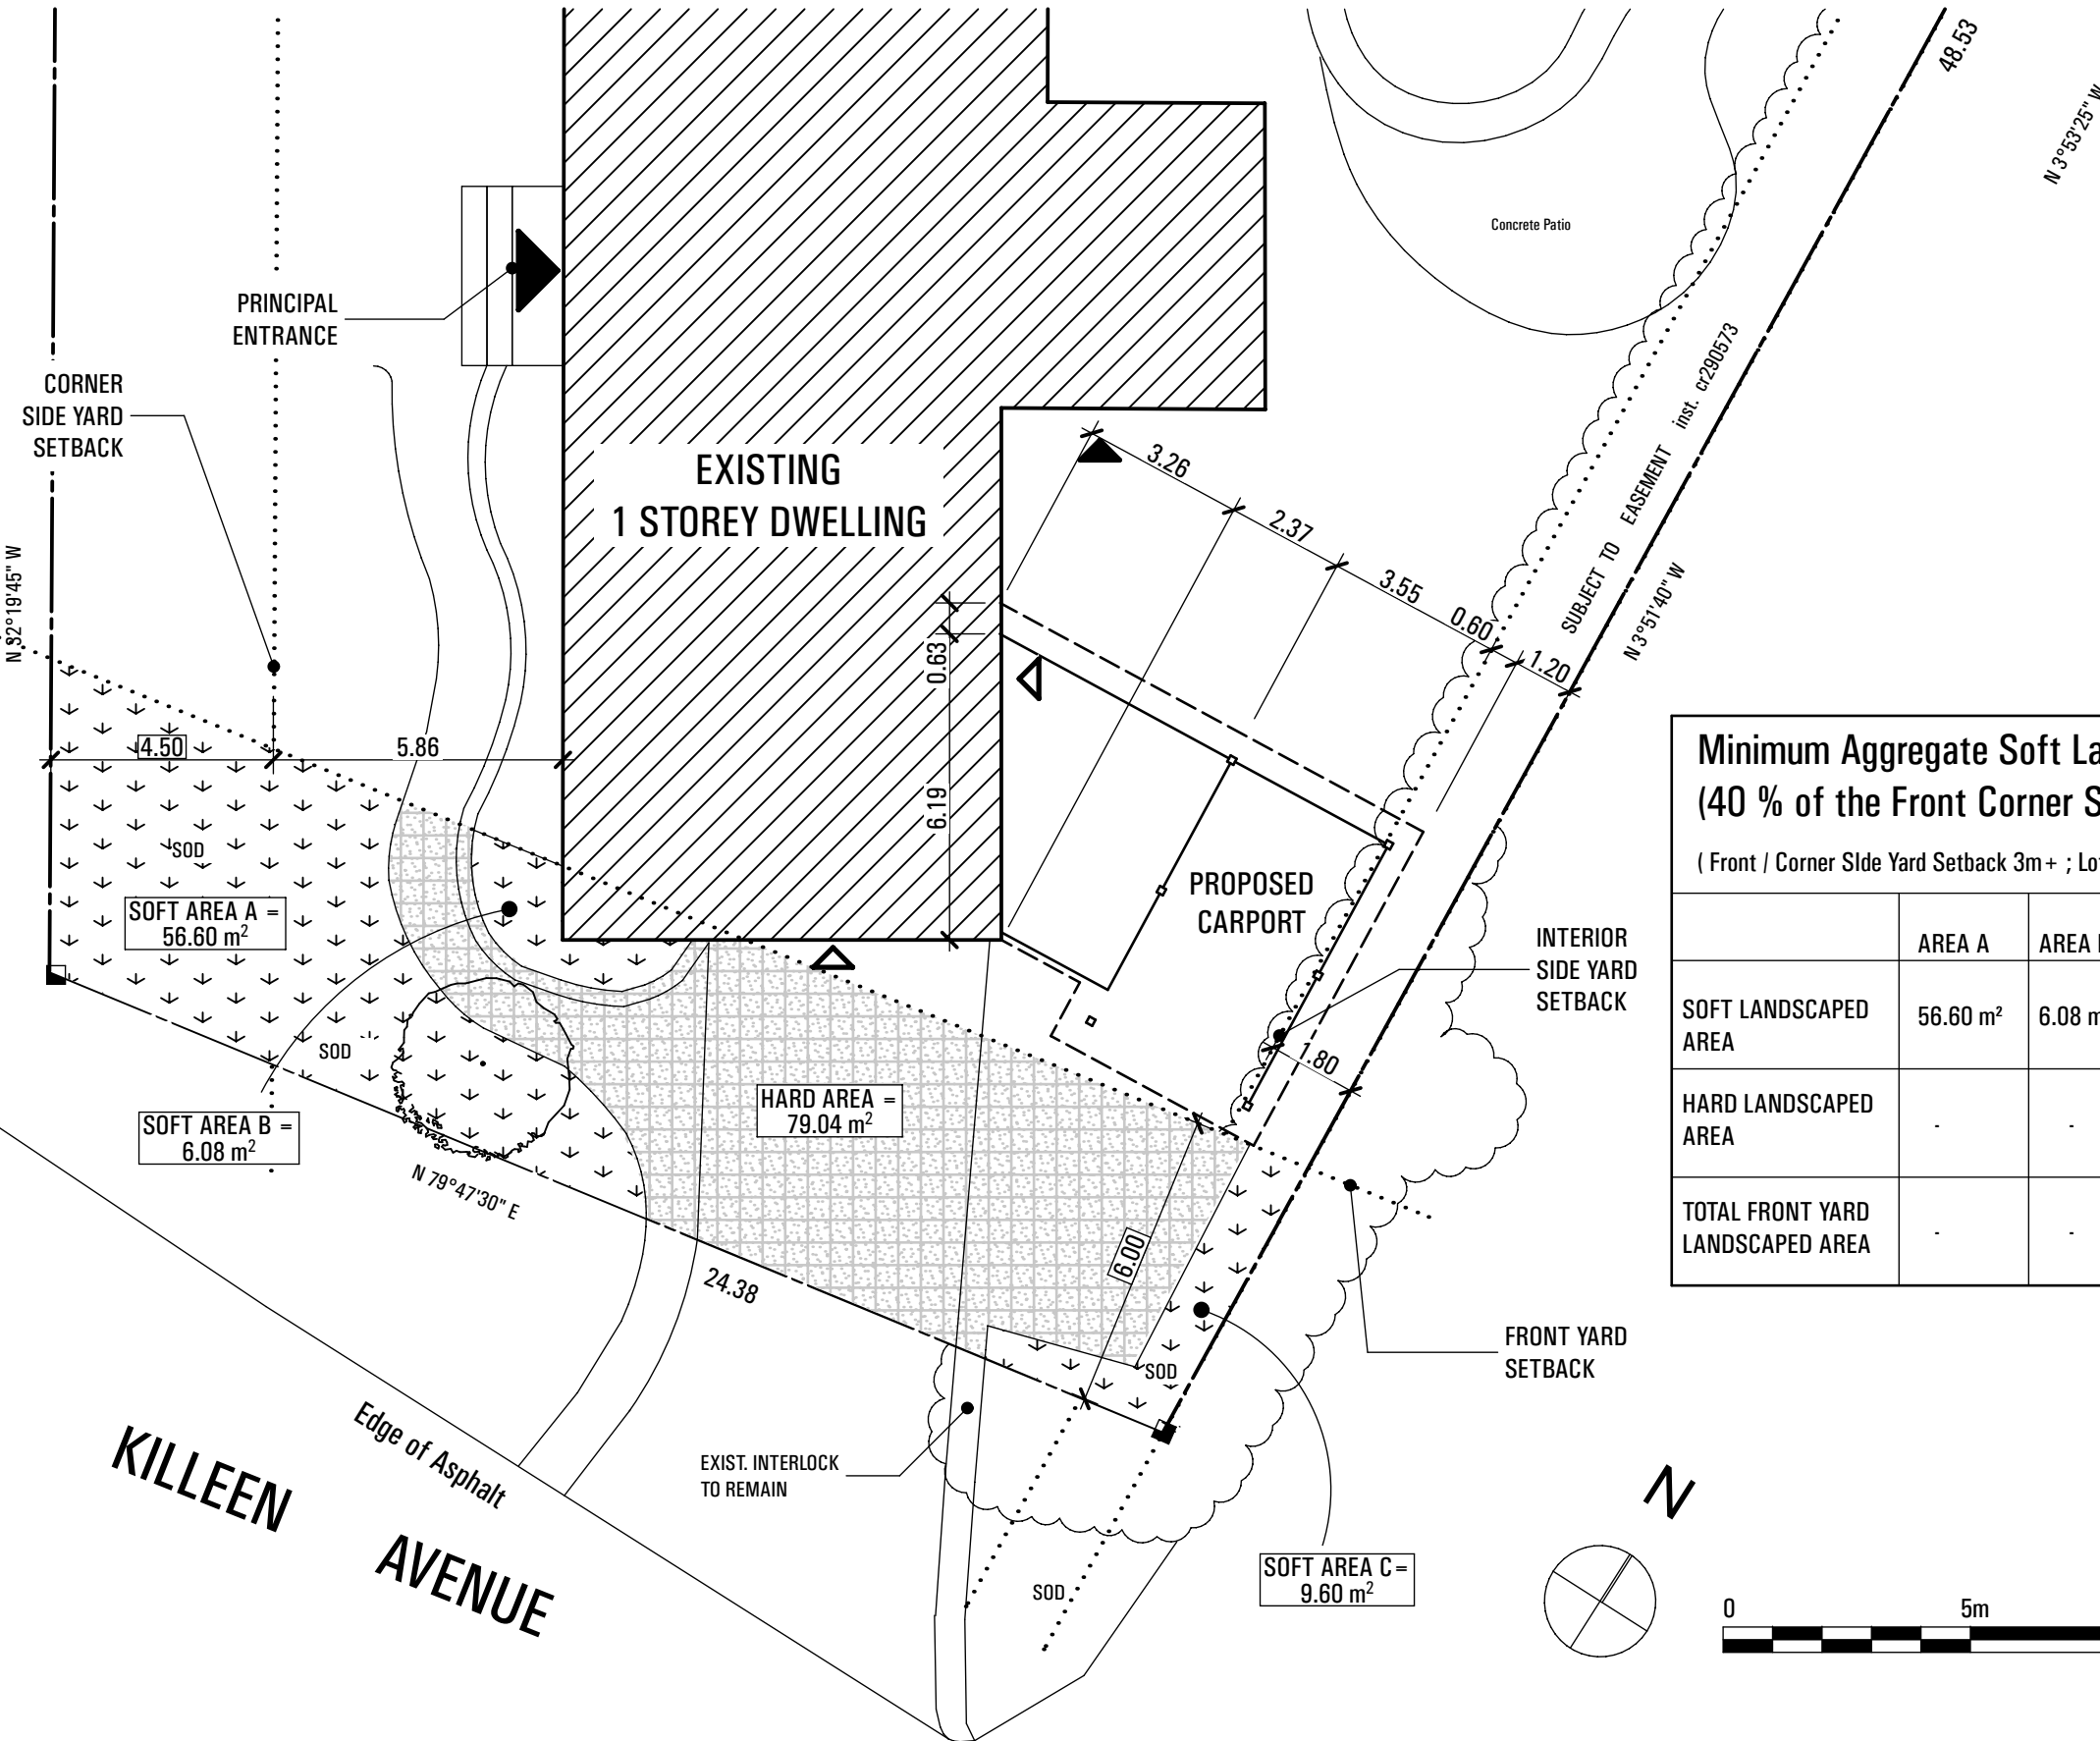 48.53
N 3°53'25" W
Concrete Patio
PRINCIPAL
ENTRANCE
CORNER
SIDE YARD
SETBACK
EXISTING
1 STOREY DWELLING
3.26
2.37
3.55
0.60
1.20
SUBJECT TO EASEMENT inst. cr290573
N 3°51'40" W
N 32°19'45" W
0.63
6.19
4.50
5.86
SOD
SOFT AREA A =
56.60 m²
PROPOSED
CARPORT
INTERIOR
SIDE YARD
SETBACK
1.80
SOD
HARD AREA =
79.04 m²
SOFT AREA B =
6.08 m²
N 79°47'30" E
6.00
24.38
SOD
FRONT YARD
SETBACK
EXIST. INTERLOCK
TO REMAIN
Edge of Asphalt
KILLEEN
AVENUE
SOD
SOFT AREA C =
9.60 m²
N
0 5m
Minimum Aggregate Soft La
(40 % of the Front Corner S
( Front / Corner SIde Yard Setback 3m+ ; Lo
AREA A AREA
SOFT LANDSCAPED
AREA
56.60 m² 6.08 m
HARD LANDSCAPED
AREA
- -
TOTAL FRONT YARD
LANDSCAPED AREA
- -